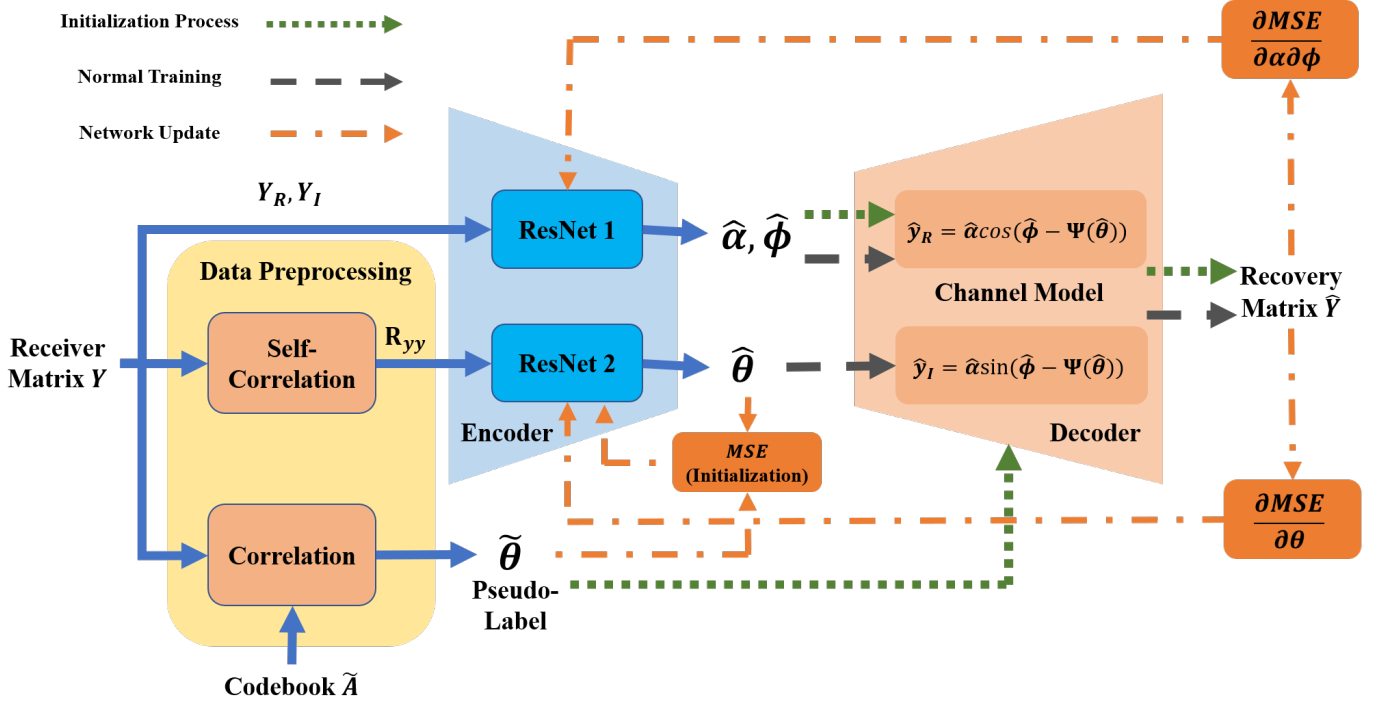 Initialization Process
Normal Training
Network Update
∂MSE
∂α∂ϕ
Y_R, Y_I
ResNet 1
α̂, ϕ̂
ŷ_R = α̂cos(ϕ̂ − Ψ(θ̂))
Data Preprocessing
Channel Model
Recovery
Matrix Ŷ
Receiver
Matrix Y
Self-
Correlation
R_yy
ResNet 2
θ̂
ŷ_I = α̂sin(ϕ̂ − Ψ(θ̂))
Encoder
Decoder
MSE
(Initialization)
∂MSE
∂θ
Correlation
θ̃
Pseudo-
Label
Codebook Ã